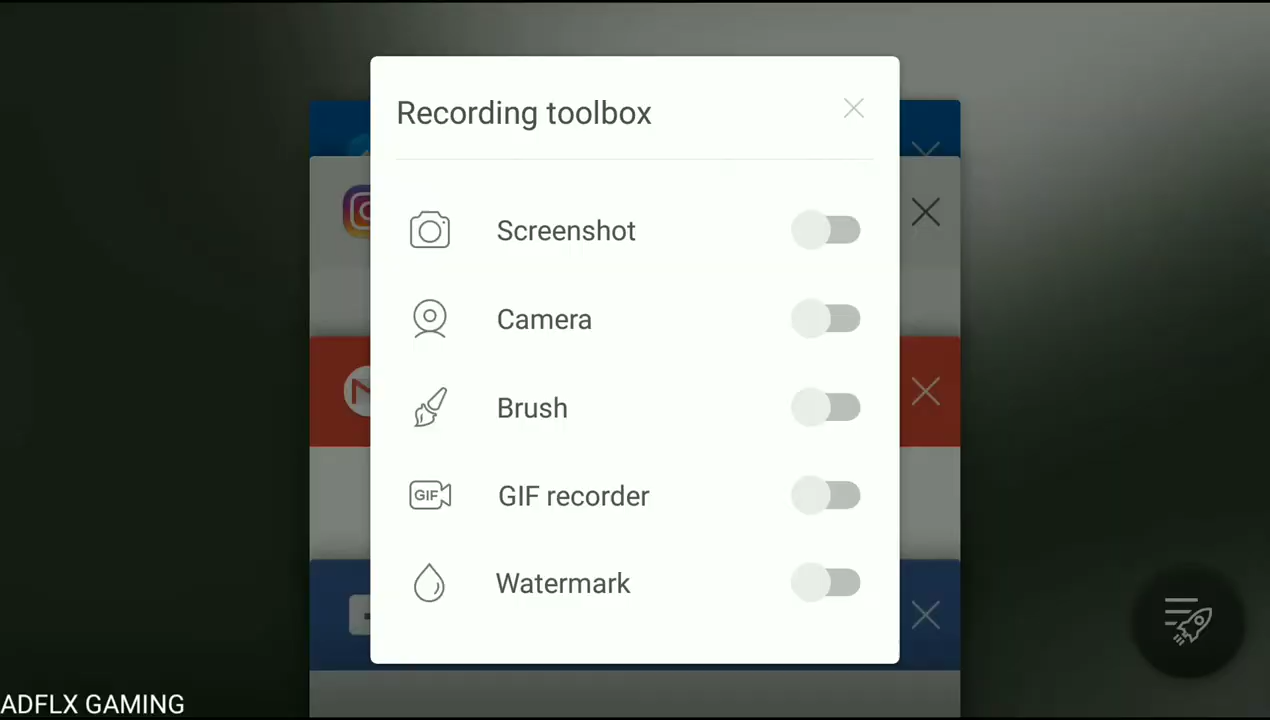 Recording toolbox
Screenshot
Camera
Brush
GIF GIF recorder
Watermark
ADFLX GAMING